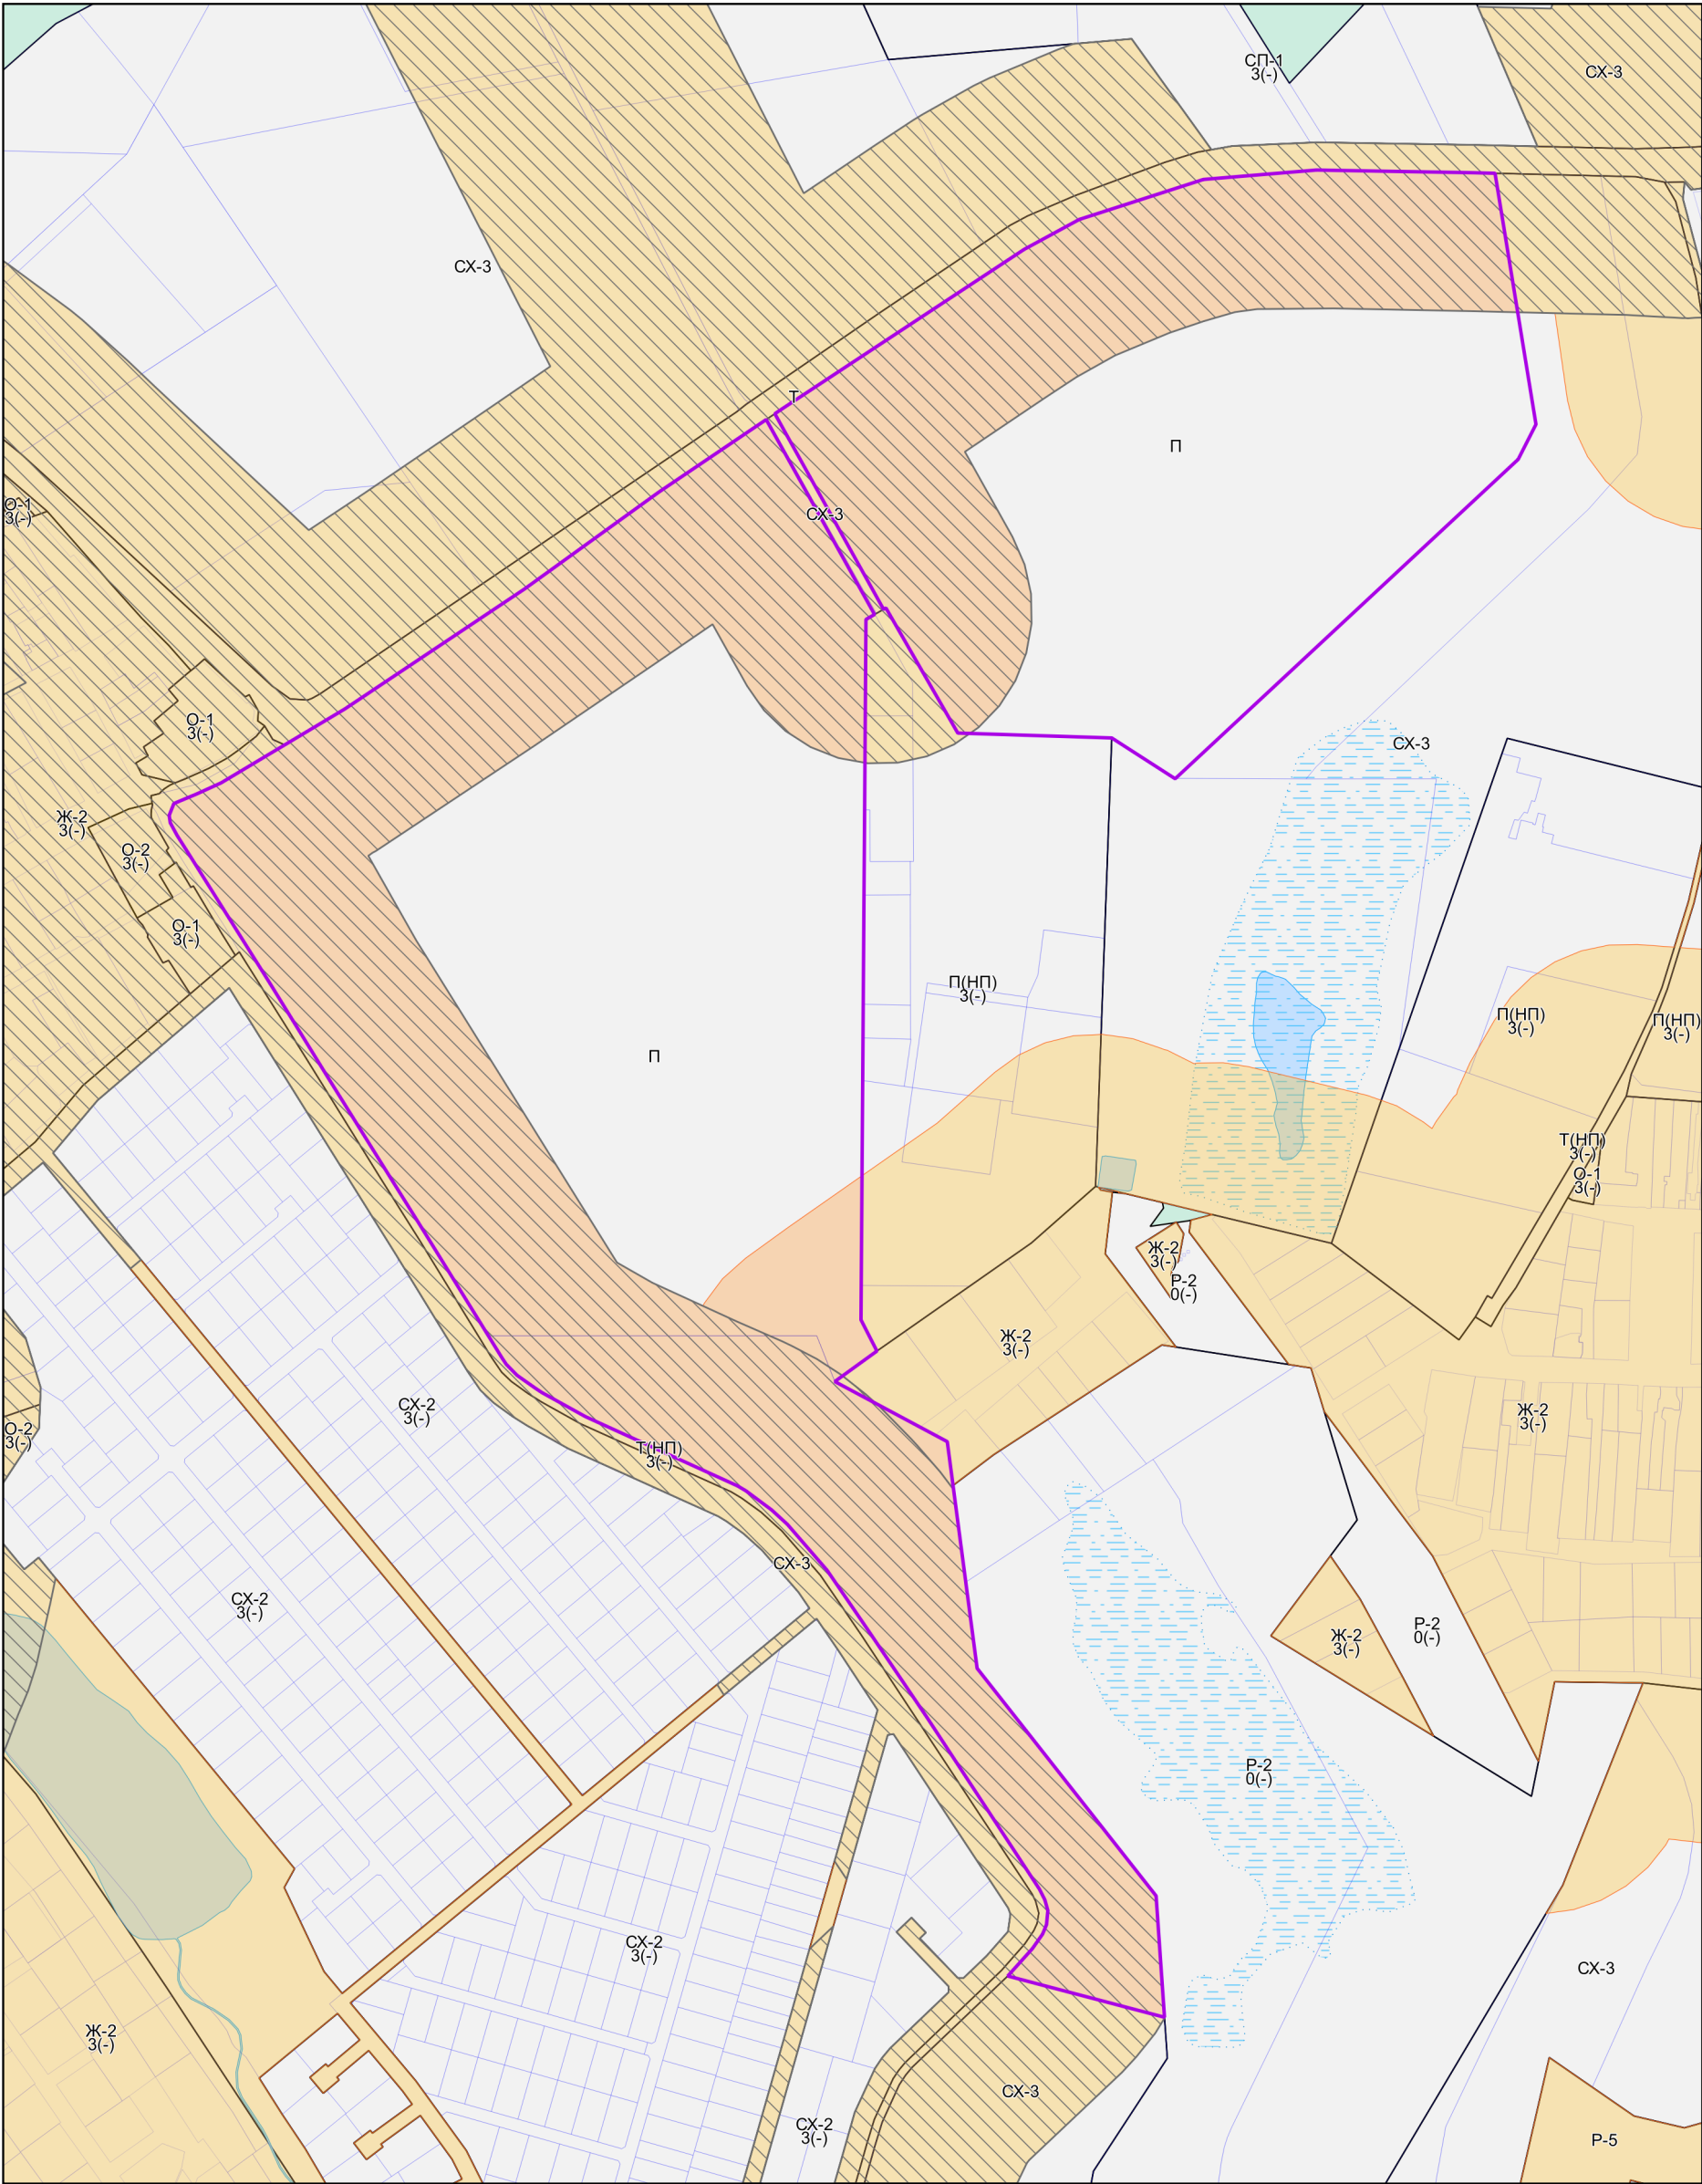 СП-1
3(-)
СХ-3
СХ-3
Т
П
О-1
3(-)
СХ-3
О-1
3(-)
СХ-3
Ж-2
3(-)
О-2
3(-)
О-1
3(-)
П(НП)
3(-)
П(НП)
3(-)
П(НП)
3(-)
П
Т(НП)
3(-)
О-1
3(-)
Ж-2
3(-)
Р-2
0(-)
Ж-2
3(-)
СХ-2
3(-)
Ж-2
3(-)
О-2
3(-)
Т(НП)
3(-)
СХ-3
СХ-2
3(-)
Р-2
0(-)
Ж-2
3(-)
Р-2
0(-)
СХ-2
3(-)
СХ-3
Ж-2
3(-)
СХ-3
СХ-2
3(-)
Р-5